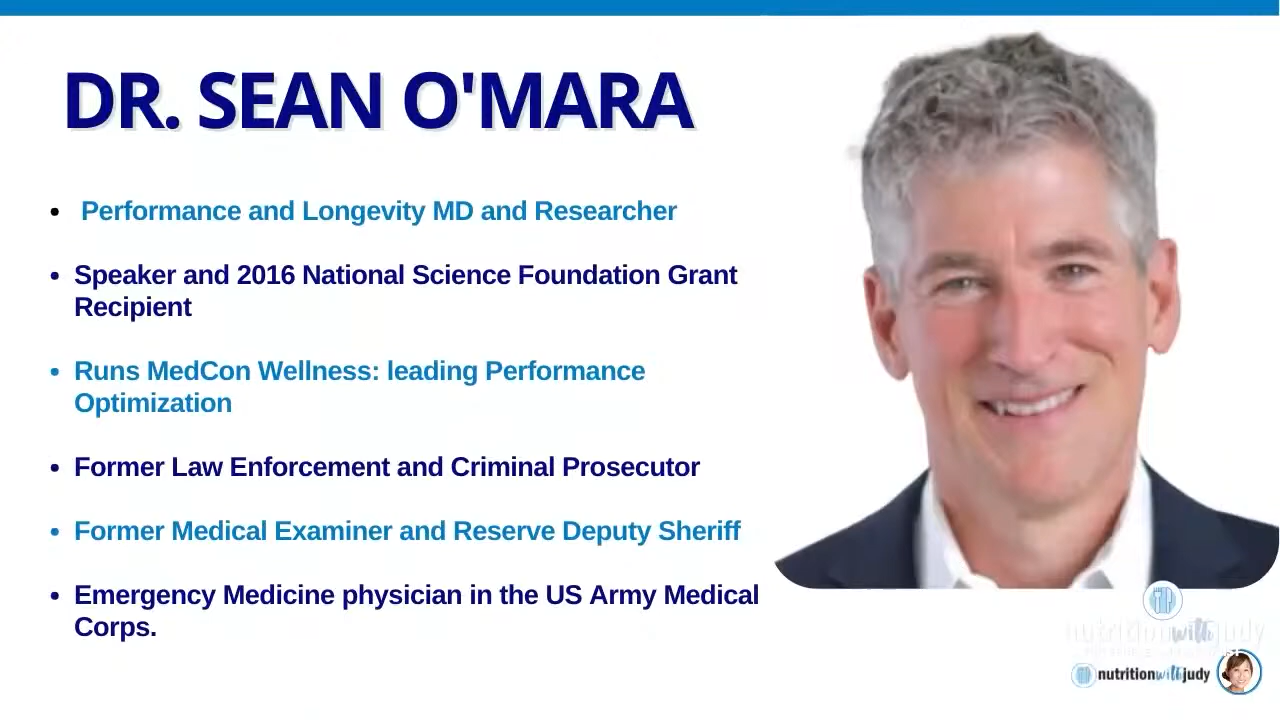 DR. SEAN O'MARA
• Performance and Longevity MD and Researcher
• Speaker and 2016 National Science Foundation Grant
Recipient
• Runs MedCon Wellness: leading Performance
Optimization
• Former Law Enforcement and Criminal Prosecutor
• Former Medical Examiner and Reserve Deputy Sheriff
• Emergency Medicine physician in the US Army Medical
Corps.
nutritionwithjudy
nutritionwithjudy